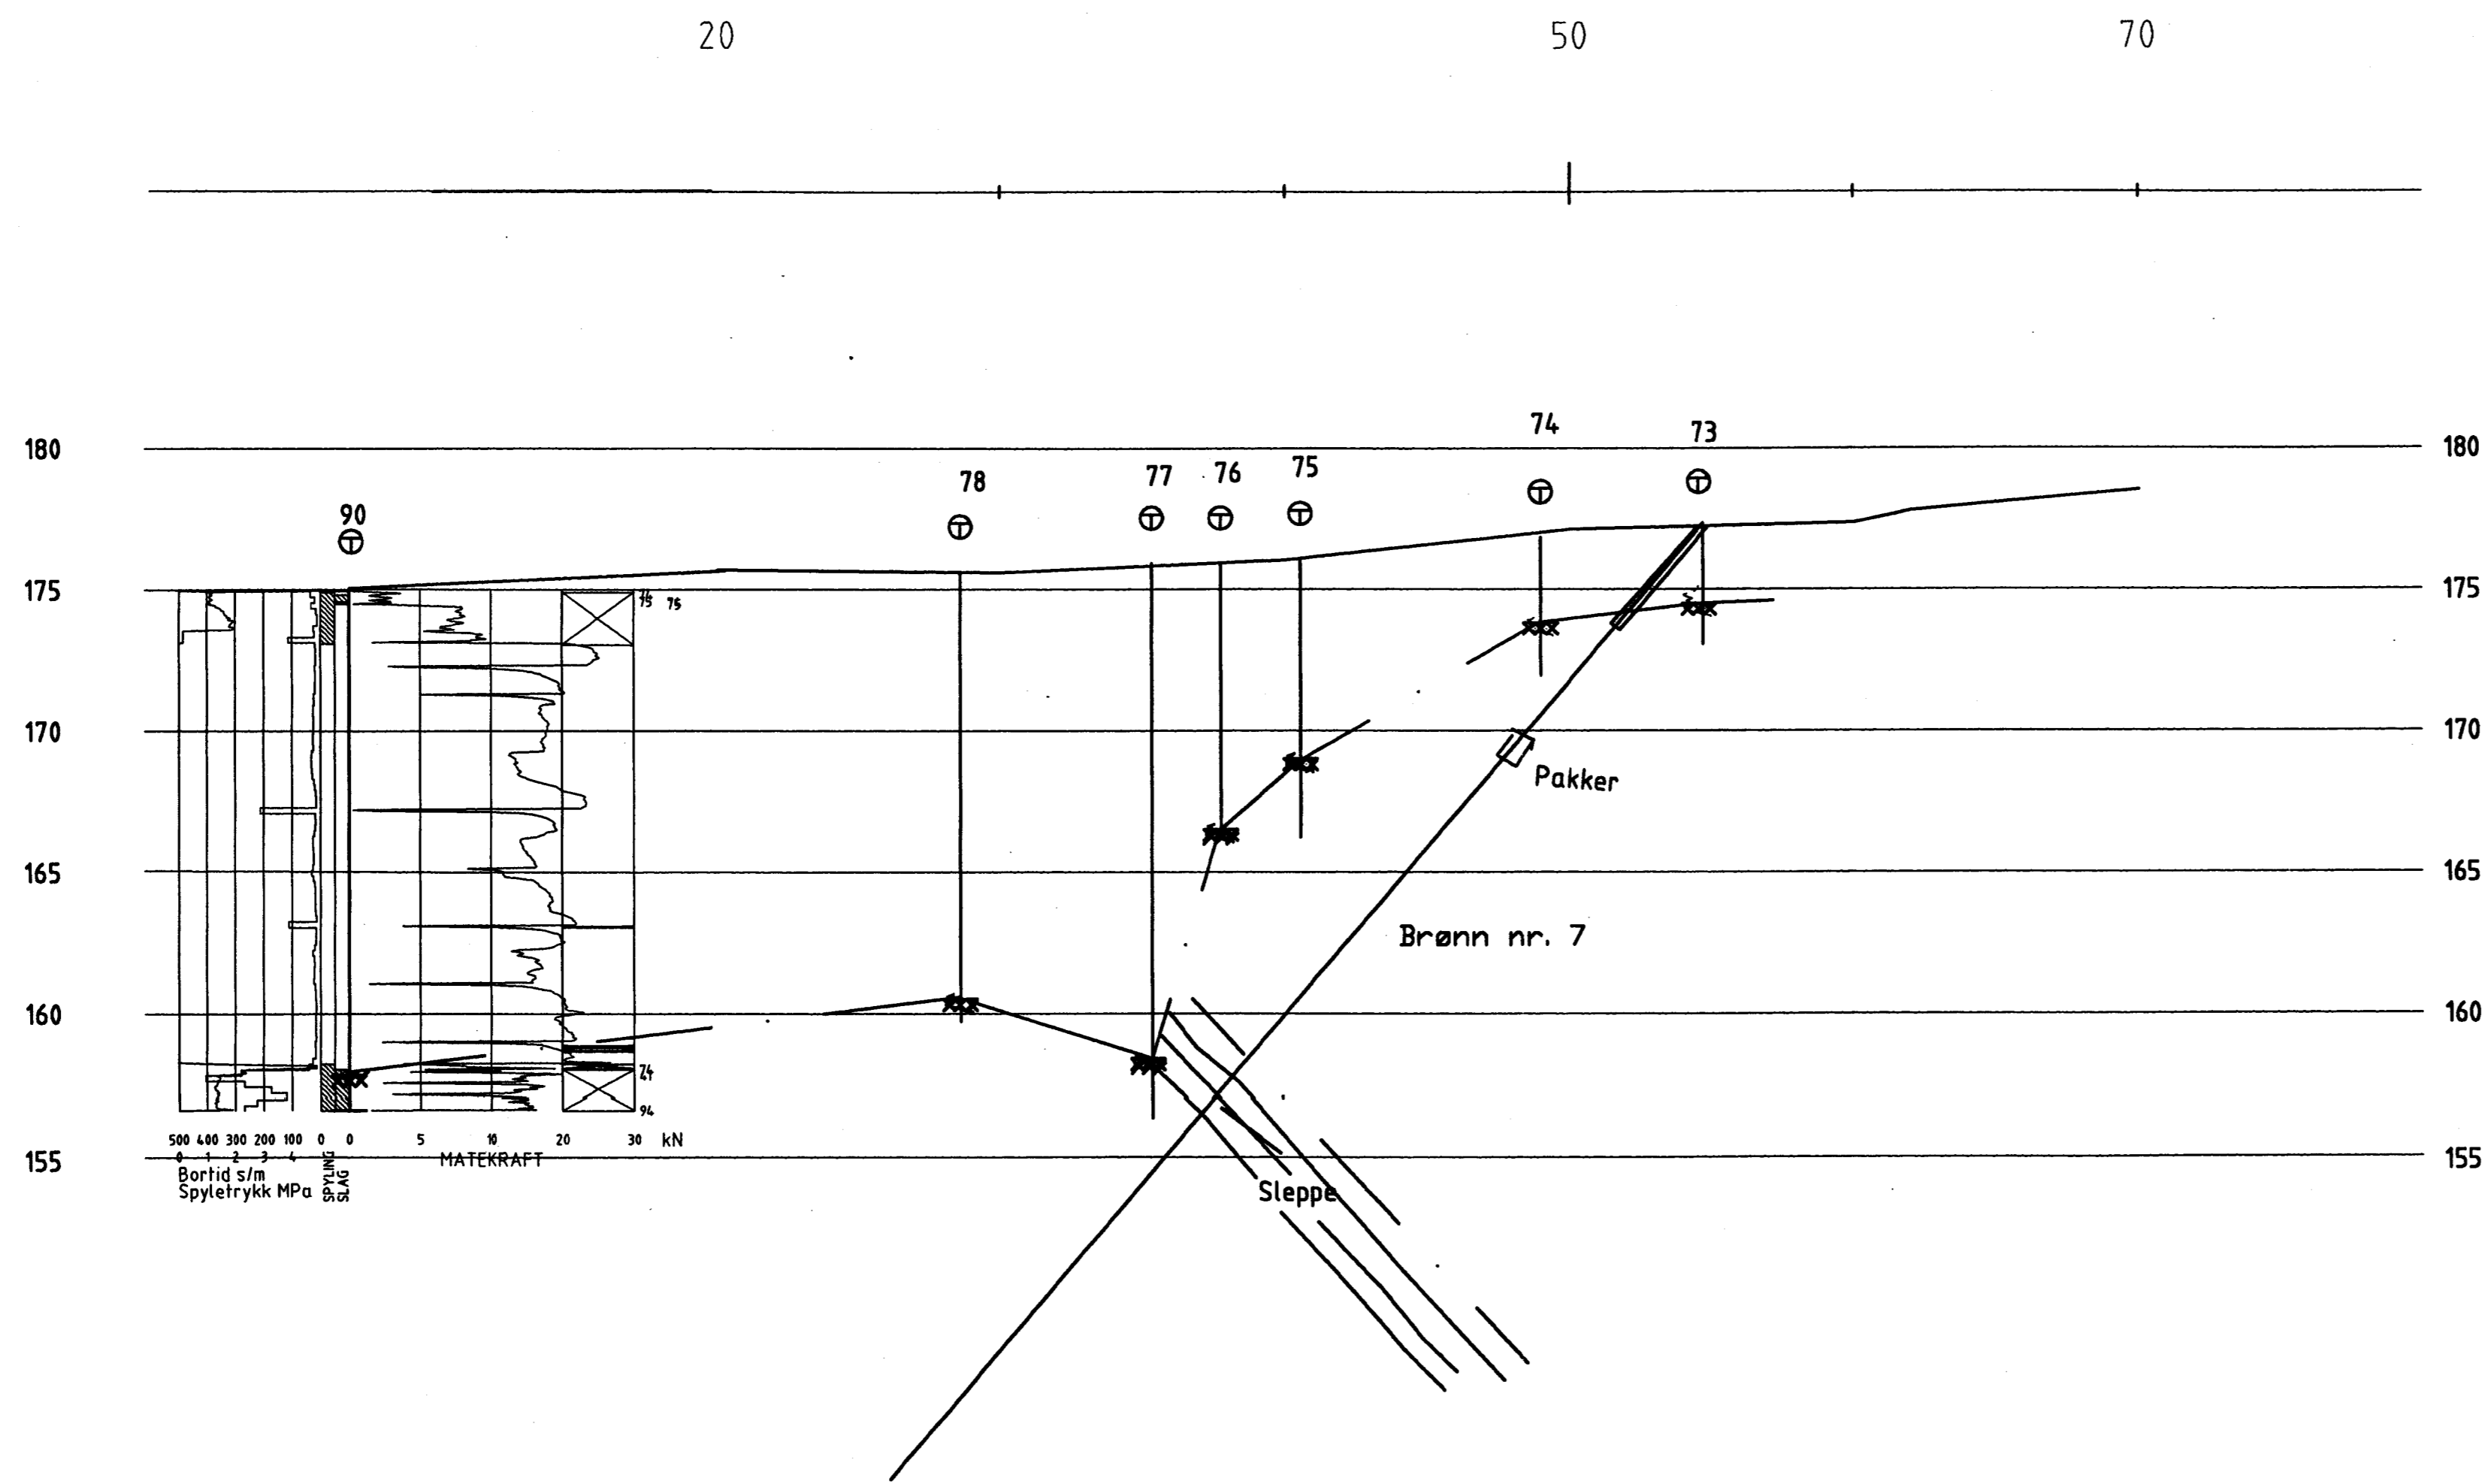 20 50 70
74
73
180 180
78 77 76 75
90
175 75 75 175
170 170
Pakker
165 165
Brønn nr. 7
160 160
74
94
500 400 300 200 100 0 0 5 10 20 30 kN
0 1 2 3 4
155 MATEKRAFT 155
Bortid s/m
Spyletrykk MPa
SPYLING
SLAG
Sleppe